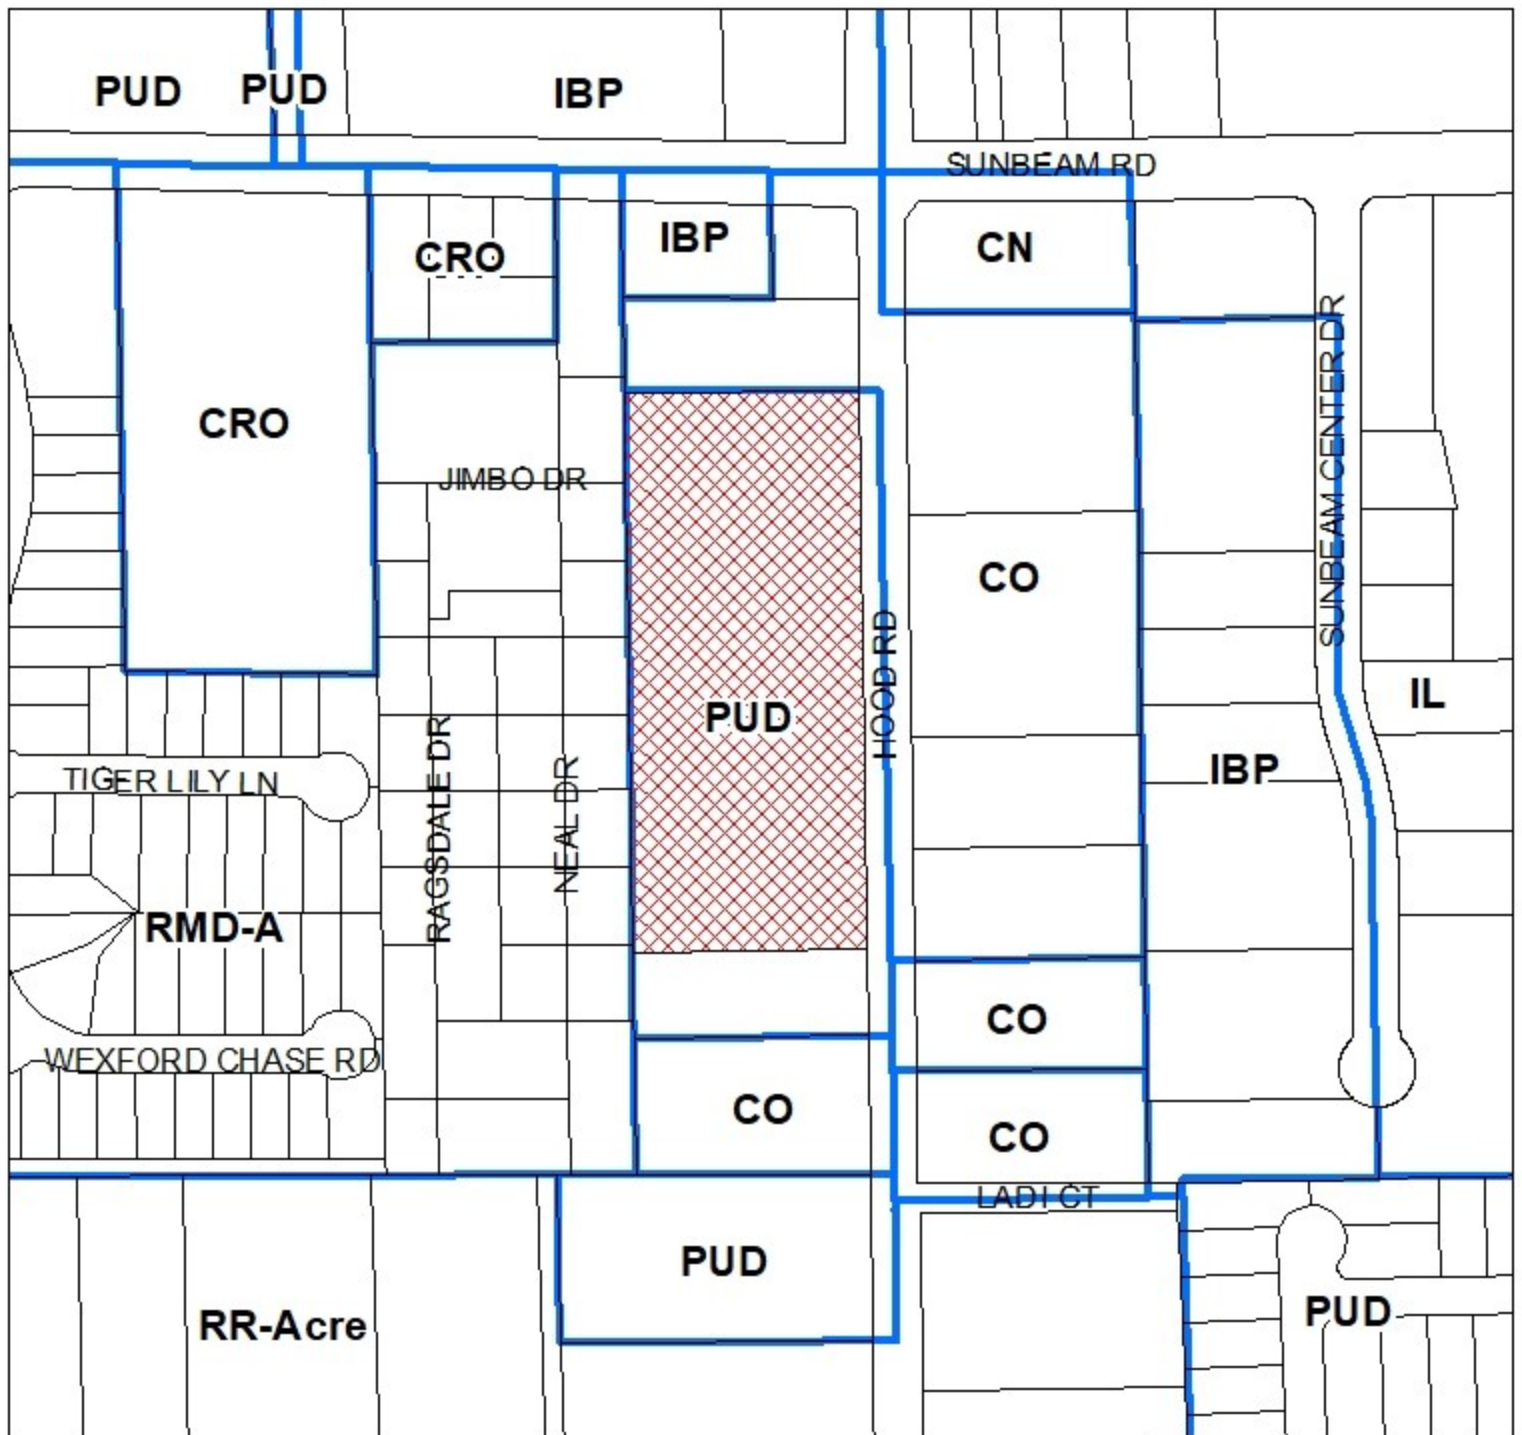 PUD
PUD
IBP
SUNBEAM RD
CRO
IBP
CN
CRO
JIMBO DR
SUNBEAM CENTER DR
CO
HOOD RD
PUD
IL
IBP
TIGER LILY LN
RAGSDALE DR
NEAL DR
RMD-A
CO
WEXFORD CHASE RD
CO
CO
LADI CT
PUD
RR-Acre
PUD